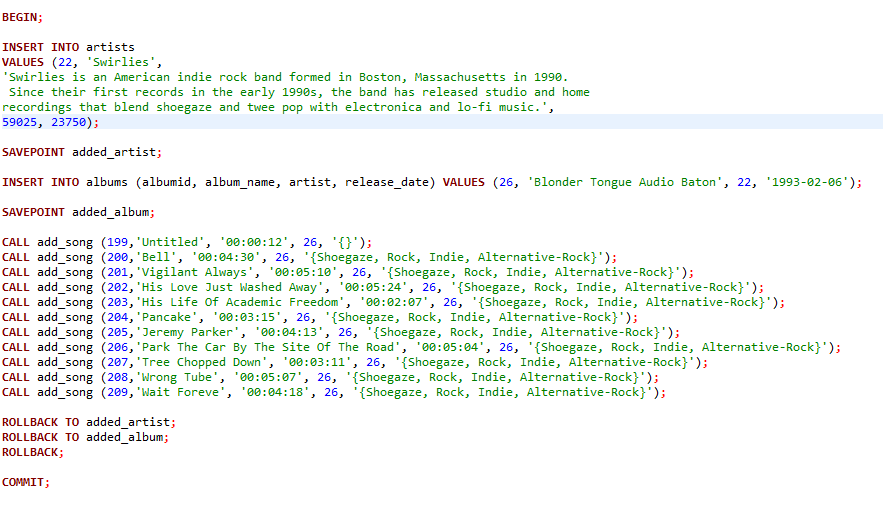 BEGIN;
INSERT INTO artists
VALUES (22, 'Swirlies',
'Swirlies is an American indie rock band formed in Boston, Massachusetts in 1990.
Since their first records in the early 1990s, the band has released studio and home
recordings that blend shoegaze and twee pop with electronica and lo-fi music.',
59025, 23750);
SAVEPOINT added_artist;
INSERT INTO albums (albumid, album_name, artist, release_date) VALUES (26, 'Blonder Tongue Audio Baton', 22, '1993-02-06');
SAVEPOINT added_album;
CALL add_song (199,'Untitled', '00:00:12', 26, '{}');
CALL add_song (200,'Bell', '00:04:30', 26, '{Shoegaze, Rock, Indie, Alternative-Rock}');
CALL add_song (201,'Vigilant Always', '00:05:10', 26, '{Shoegaze, Rock, Indie, Alternative-Rock}');
CALL add_song (202,'His Love Just Washed Away', '00:05:24', 26, '{Shoegaze, Rock, Indie, Alternative-Rock}');
CALL add_song (203,'His Life Of Academic Freedom', '00:02:07', 26, '{Shoegaze, Rock, Indie, Alternative-Rock}');
CALL add_song (204,'Pancake', '00:03:15', 26, '{Shoegaze, Rock, Indie, Alternative-Rock}');
CALL add_song (205,'Jeremy Parker', '00:04:13', 26, '{Shoegaze, Rock, Indie, Alternative-Rock}');
CALL add_song (206,'Park The Car By The Site Of The Road', '00:05:04', 26, '{Shoegaze, Rock, Indie, Alternative-Rock}');
CALL add_song (207,'Tree Chopped Down', '00:03:11', 26, '{Shoegaze, Rock, Indie, Alternative-Rock}');
CALL add_song (208,'Wrong Tube', '00:05:07', 26, '{Shoegaze, Rock, Indie, Alternative-Rock}');
CALL add_song (209,'Wait Foreve', '00:04:18', 26, '{Shoegaze, Rock, Indie, Alternative-Rock}');
ROLLBACK TO added_artist;
ROLLBACK TO added_album;
ROLLBACK;
COMMIT;